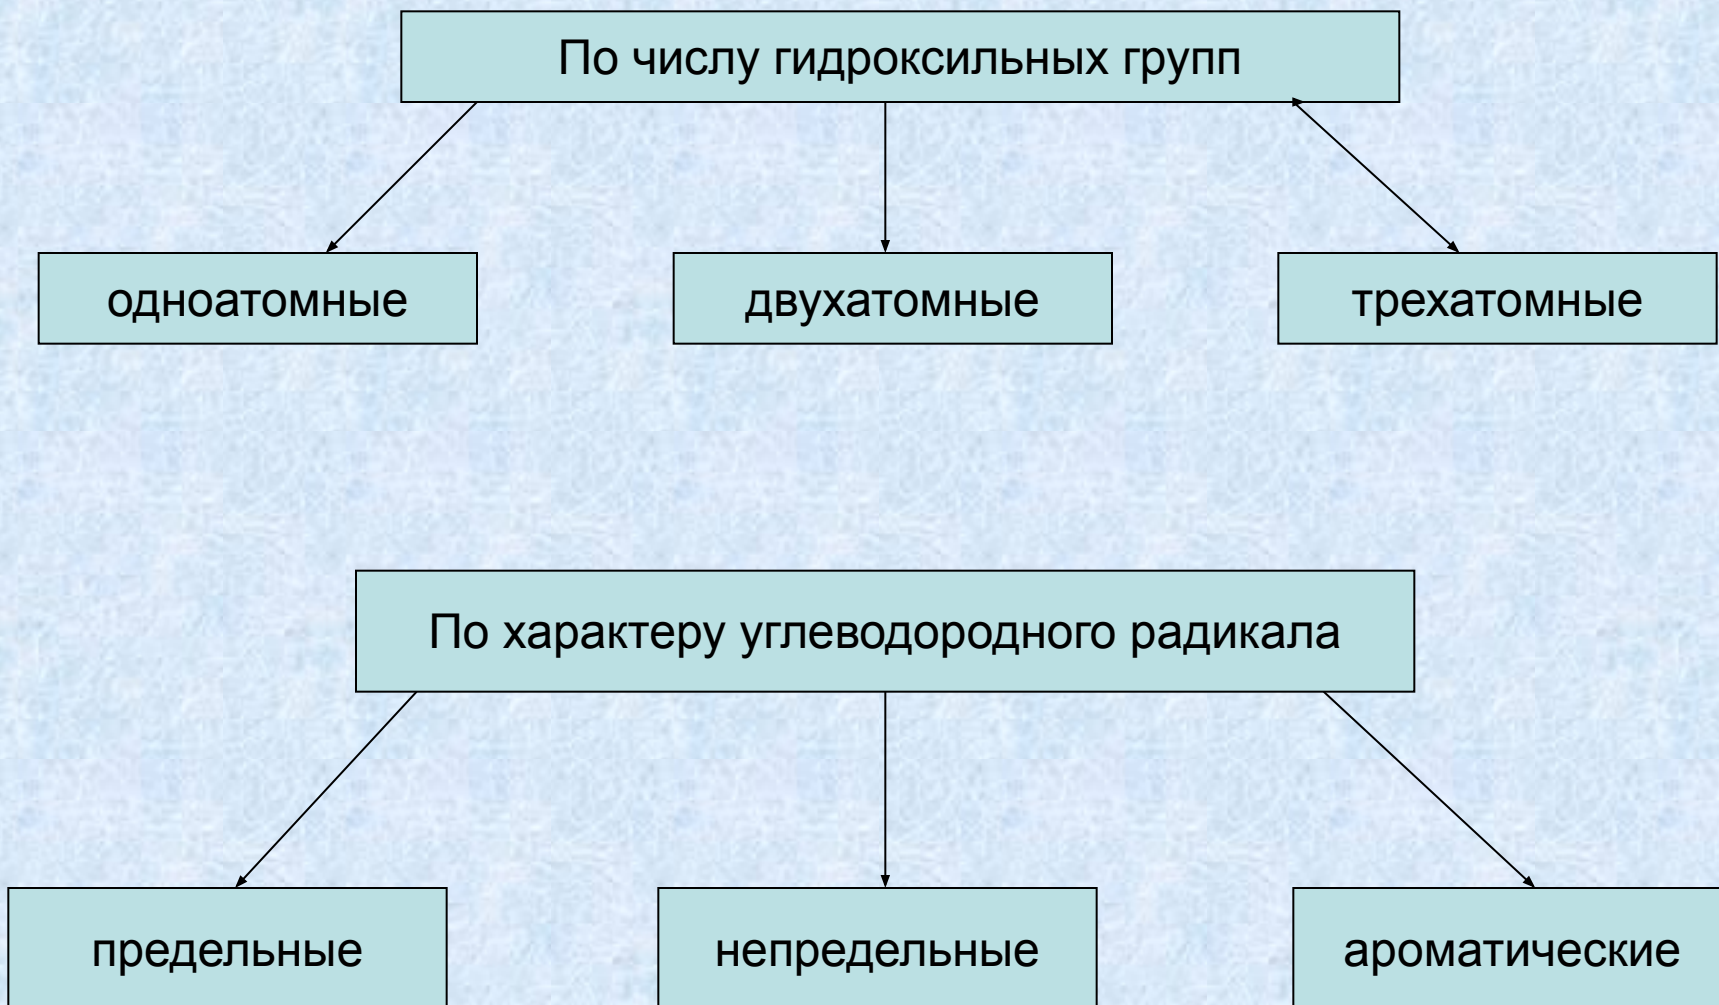 По числу гидроксильных групп
одноатомные двухатомные трехатомные
По характеру углеводородного радикала
предельные непредельные ароматические